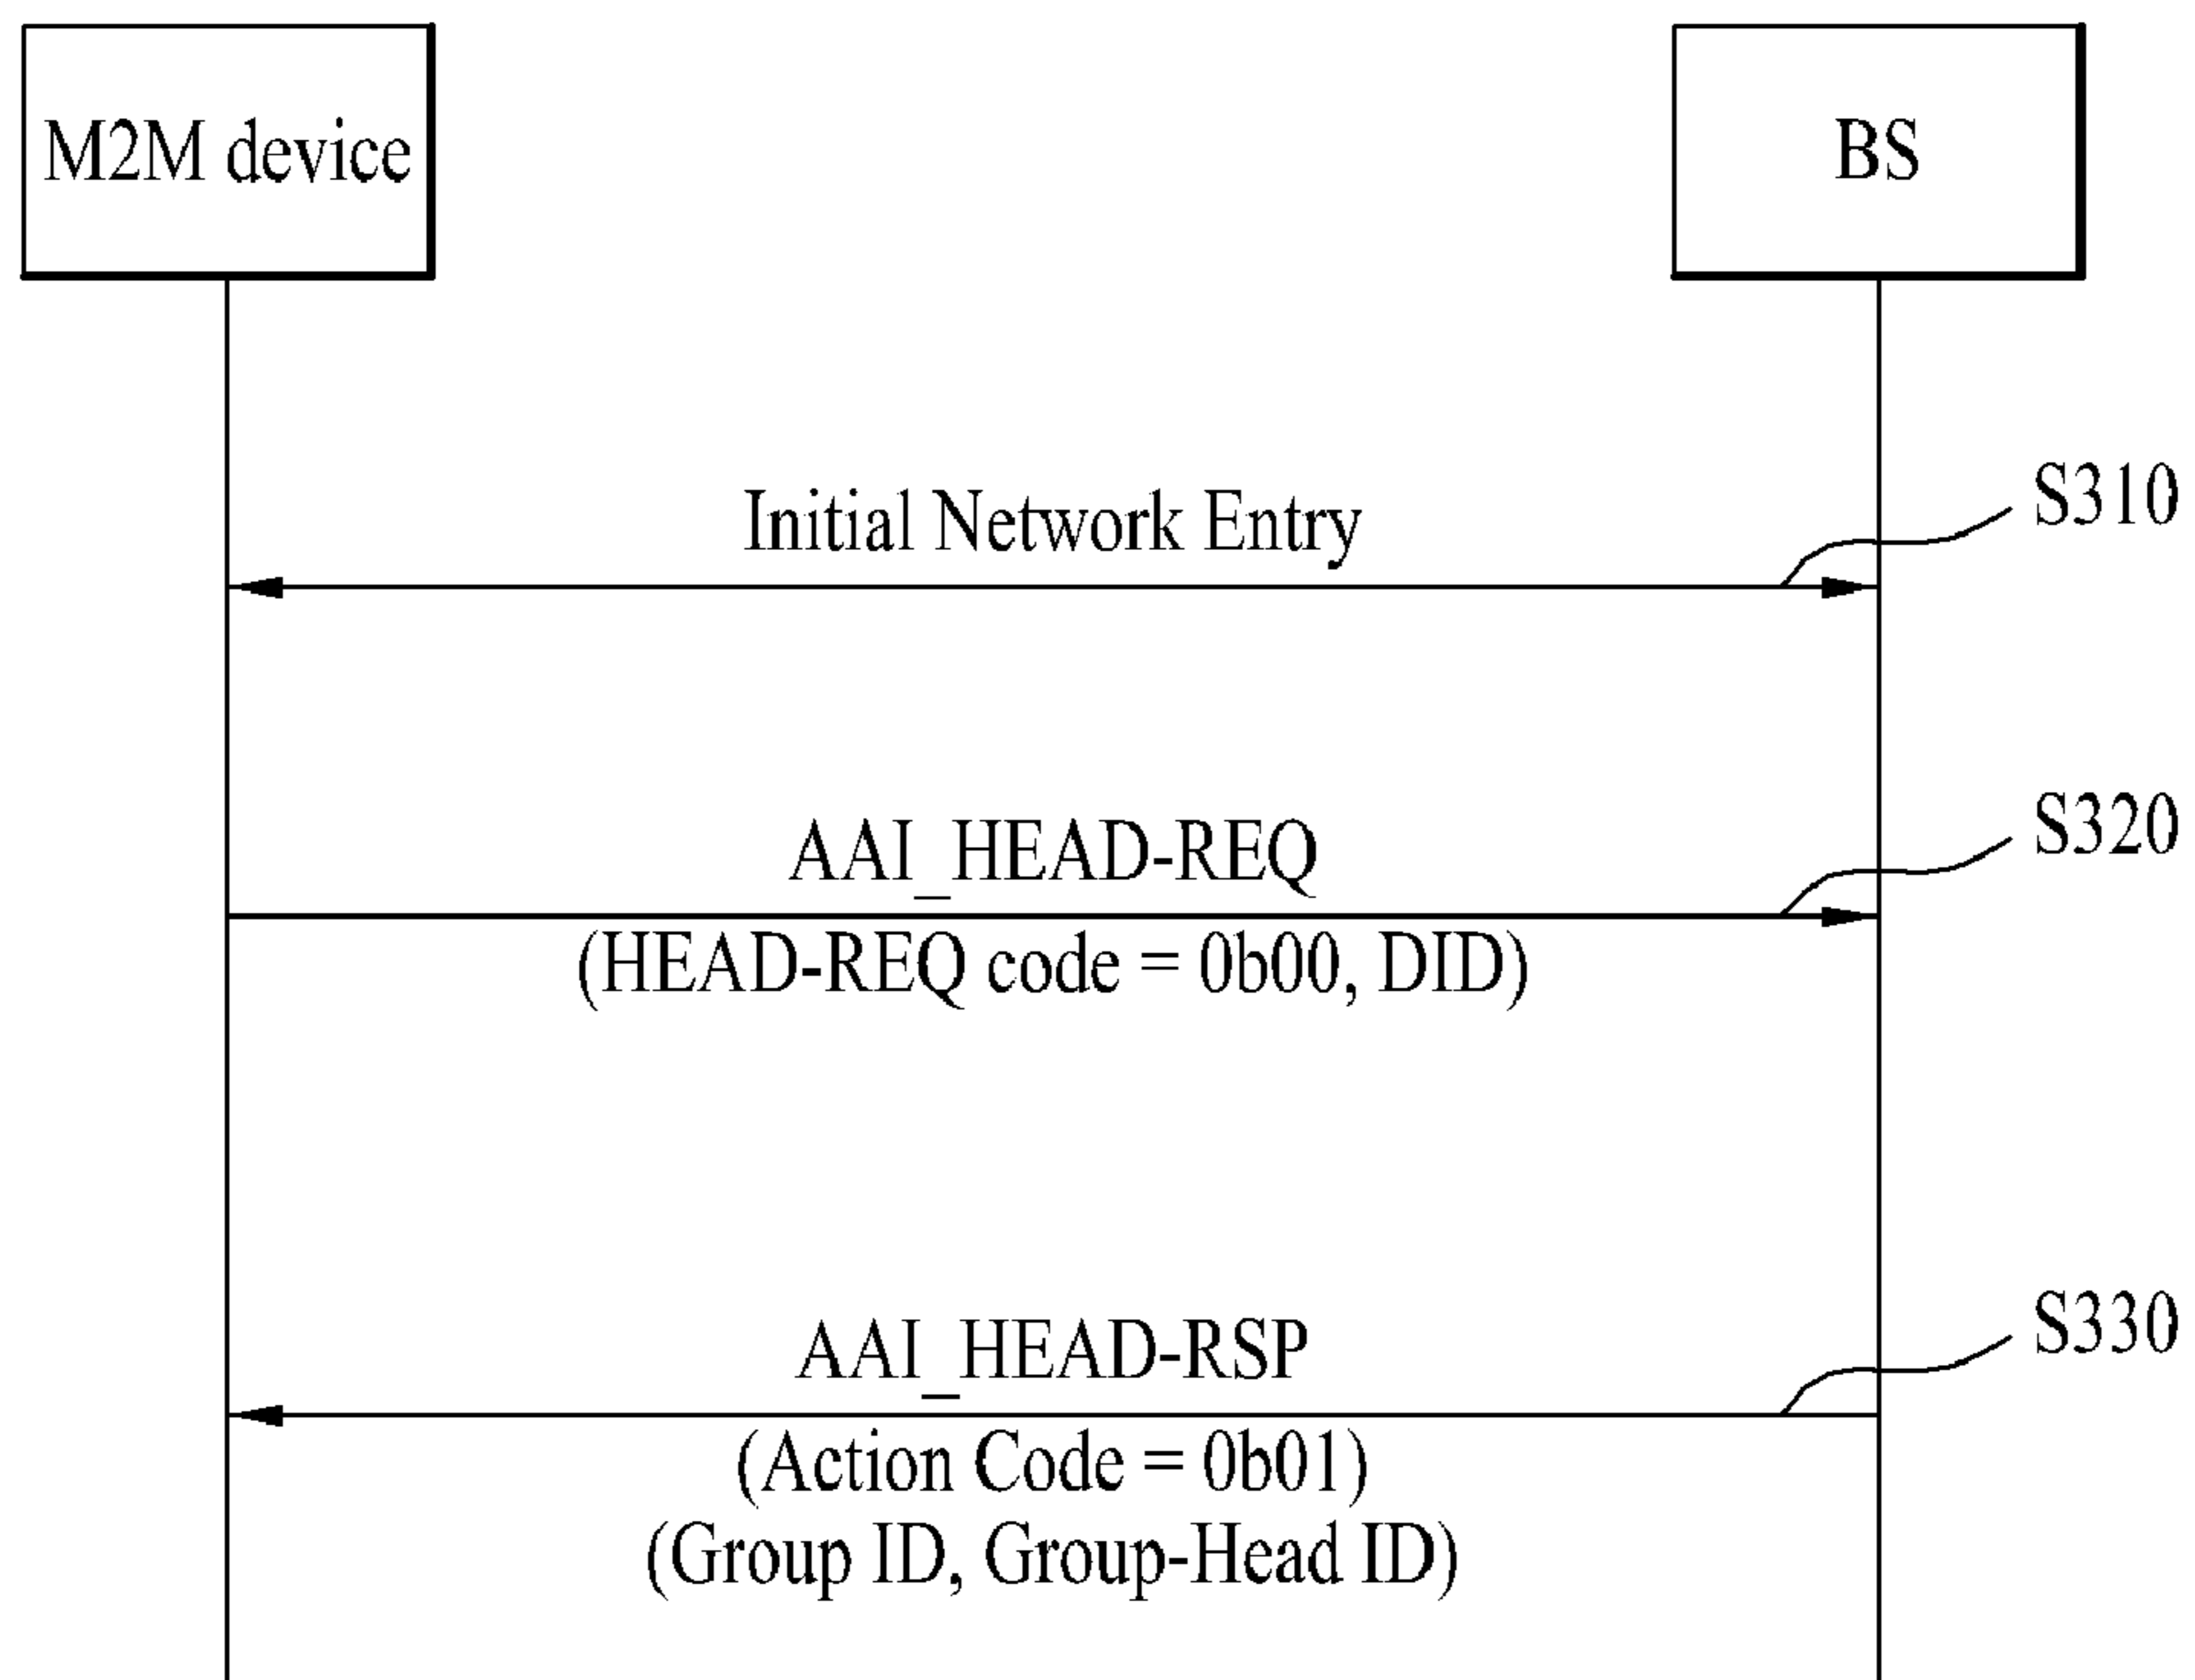 M2M device
BS
Initial Network Entry
S310
AAI_HEAD-REQ
S320
(HEAD-REQ code = 0b00, DID)
AAI_HEAD-RSP
S330
(Action Code = 0b01)
(Group ID, Group-Head ID)